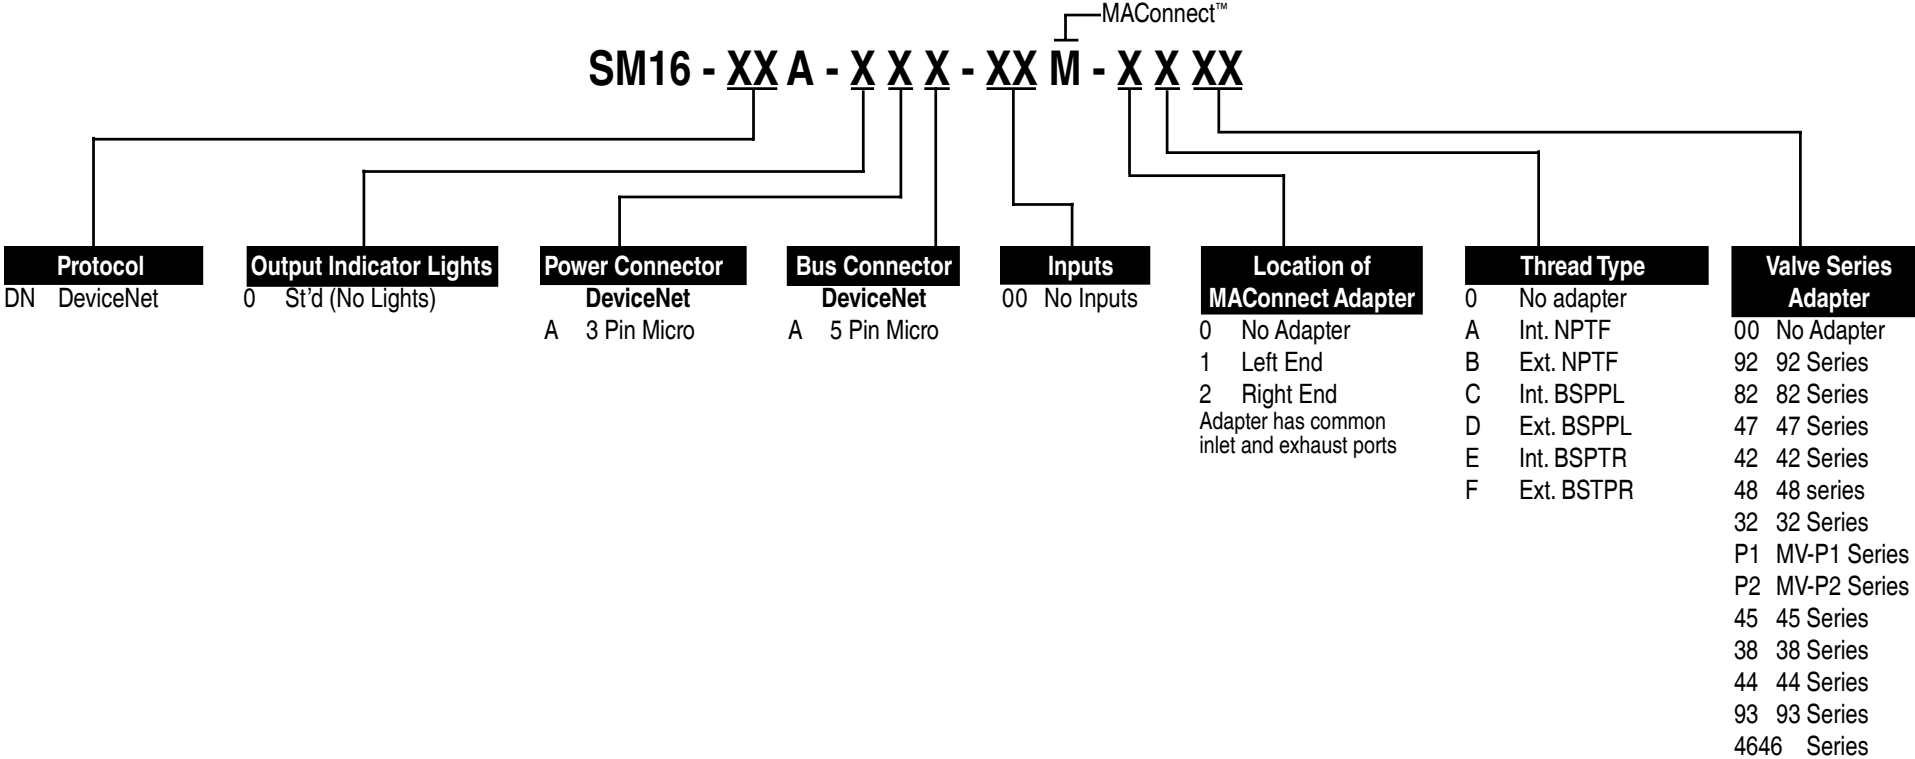 MAConnect™
SM16 - XX A - X X X - XX M - X X XX
Protocol
DN DeviceNet
Output Indicator Lights
0 St’d (No Lights)
Power Connector
DeviceNet
A 3 Pin Micro
Bus Connector
DeviceNet
A 5 Pin Micro
Inputs
00 No Inputs
Location of
MAConnect Adapter
0 No Adapter
1 Left End
2 Right End
Adapter has common
inlet and exhaust ports
Thread Type
0 No adapter
A Int. NPTF
B Ext. NPTF
C Int. BSPPL
D Ext. BSPPL
E Int. BSPTR
F Ext. BSTPR
Valve Series
Adapter
00 No Adapter
92 92 Series
82 82 Series
47 47 Series
42 42 Series
48 48 series
32 32 Series
P1 MV-P1 Series
P2 MV-P2 Series
45 45 Series
38 38 Series
44 44 Series
93 93 Series
4646 Series